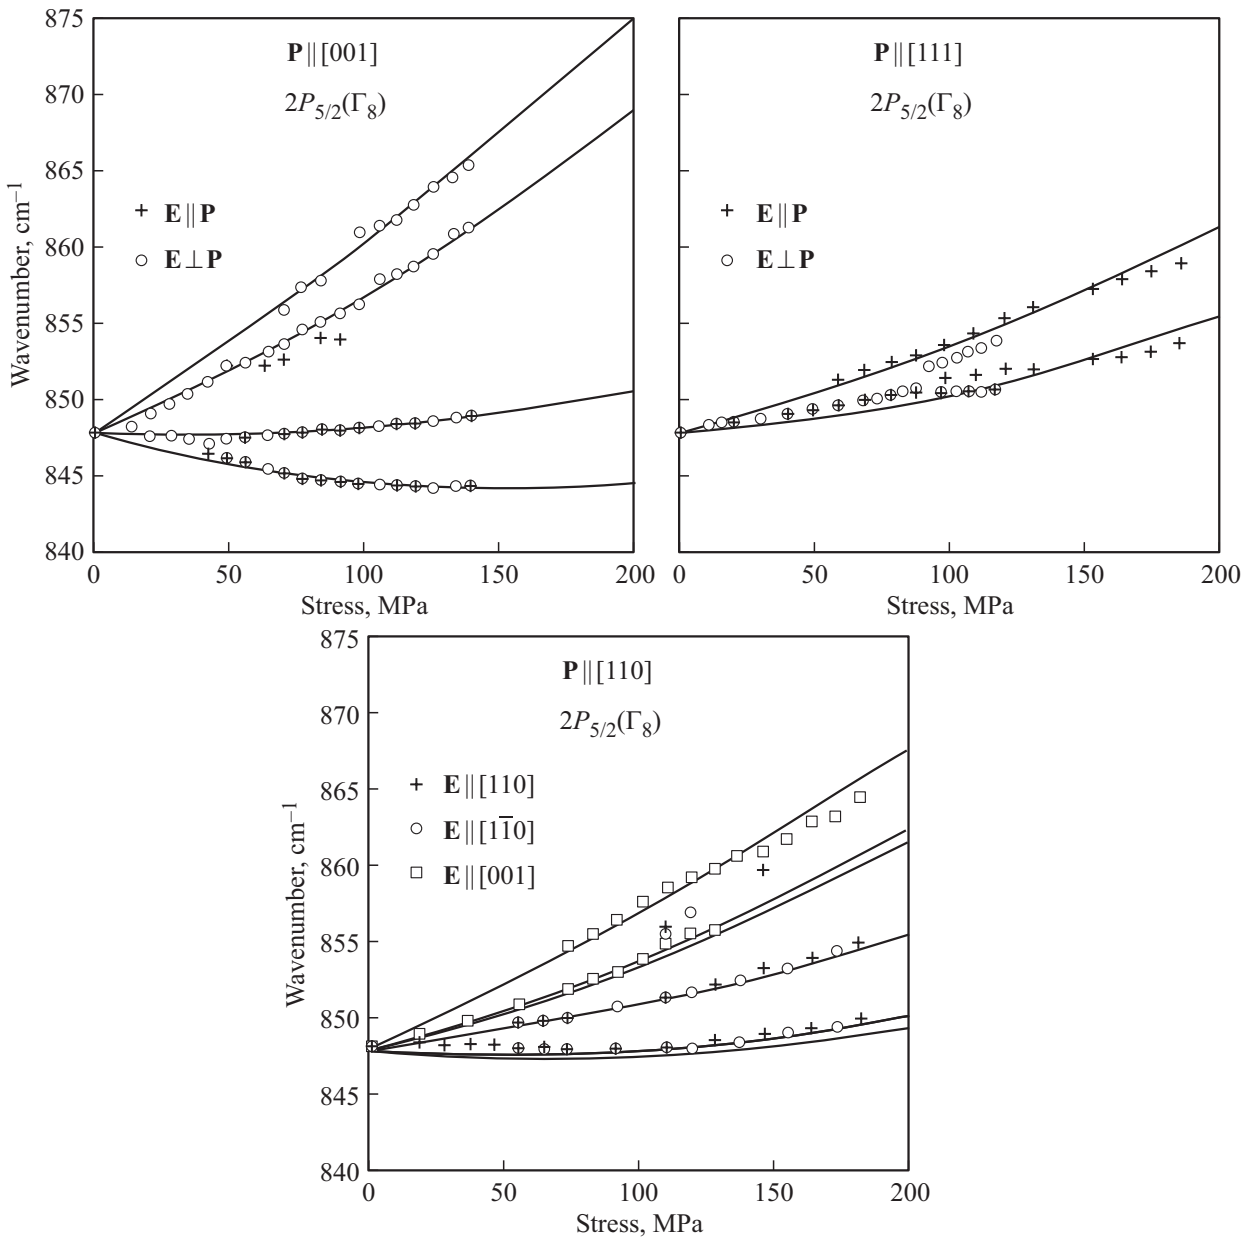 875
870
865
860
855
850
845
840
Wavenumber, cm–1
P || [001]
2P5/2(Γ8)
+ E || P
○ E ⊥ P
0 50 100 150 200
Stress, MPa
P || [111]
2P5/2(Γ8)
+ E || P
○ E ⊥ P
0 50 100 150 200
Stress, MPa
875
870
865
860
855
850
845
840
Wavenumber, cm–1
P || [110]
2P5/2(Γ8)
+ E || [110]
○ E || [11̅0]
□ E || [001]
0 50 100 150 200
Stress, MPa